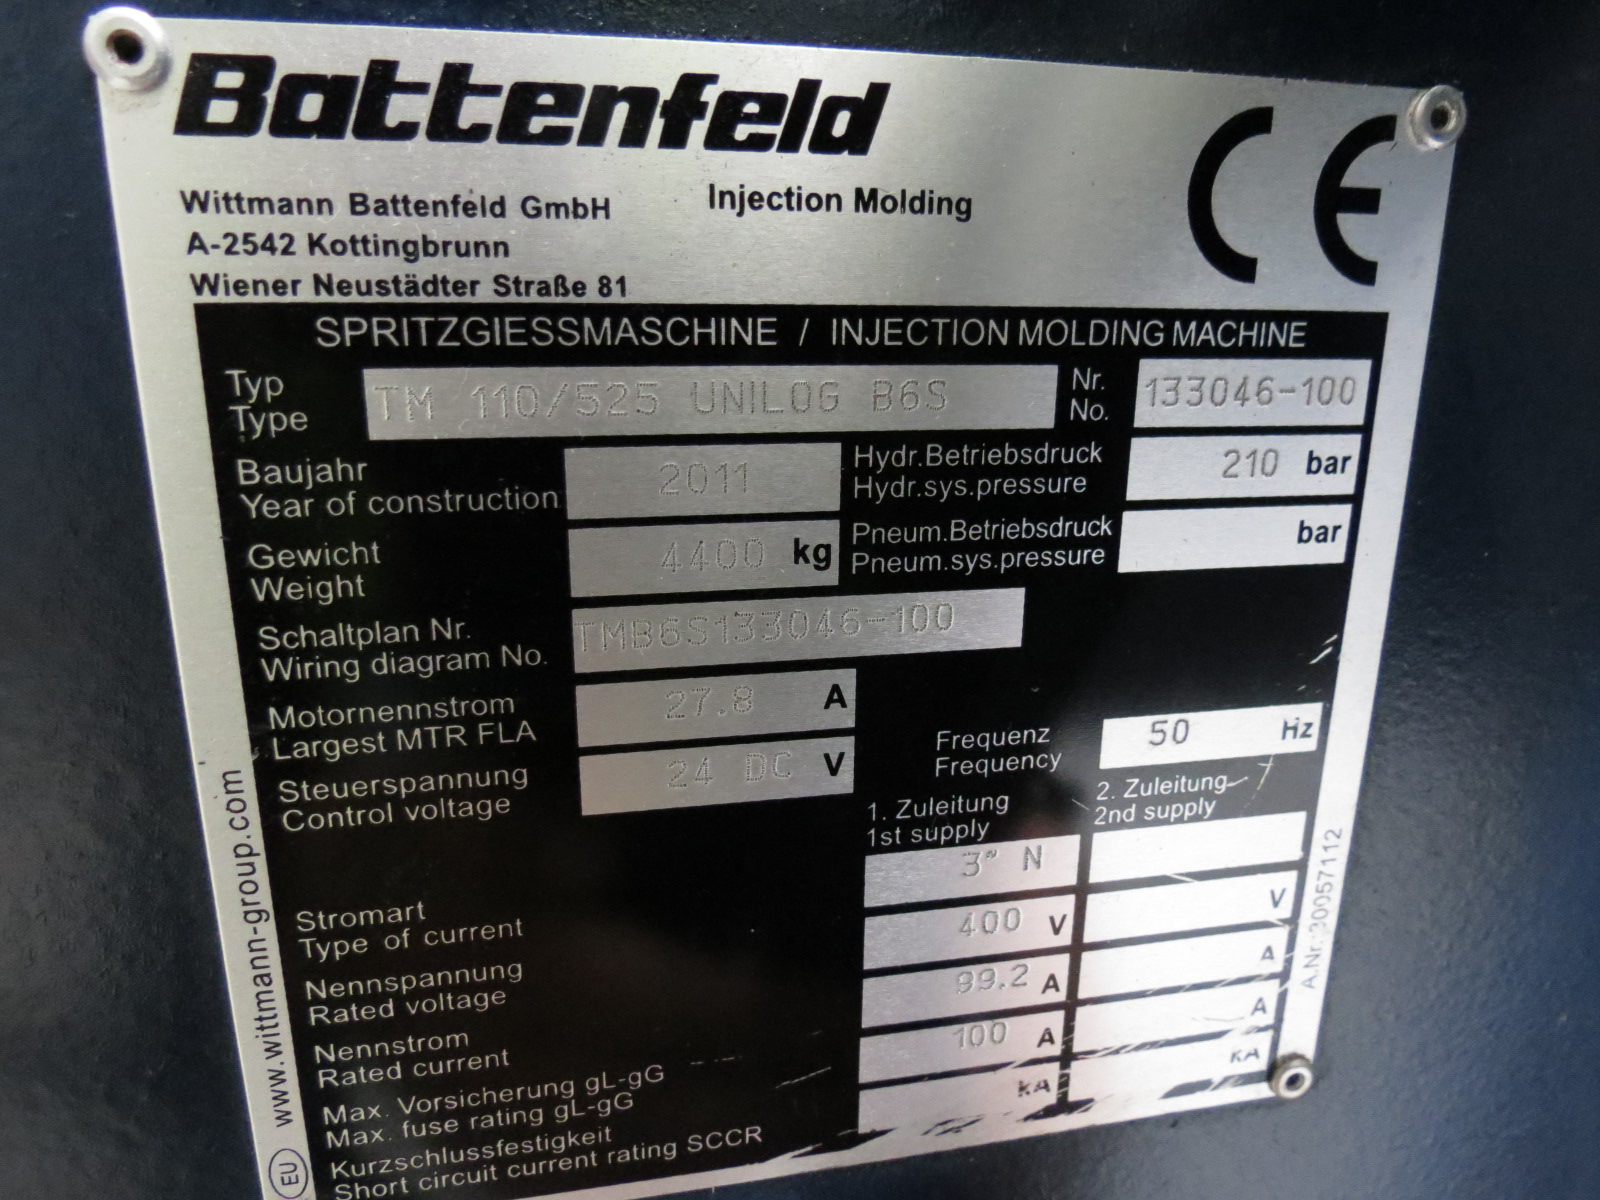 Battenfeld
CE
Wittmann Battenfeld GmbH Injection Molding
A-2542 Kottingbrunn
Wiener Neustädter Straße 81
SPRITZGIESSMASCHINE / INJECTION MOLDING MACHINE
Typ
Type
TM 110/525 UNILOG B6S
Nr.
No.
133046-100
Baujahr
Year of construction
2011
Hydr.Betriebsdruck
Hydr.sys.pressure
210 bar
Gewicht
Weight
4400 kg
Pneum.Betriebsdruck
Pneum.sys.pressure
bar
Schaltplan Nr.
Wiring diagram No.
TMB6S133046-100
Motornennstrom
Largest MTR FLA
27.8 A
Frequenz
Frequency
50 Hz
Steuerspannung
Control voltage
24 DC V
1. Zuleitung
1st supply
2. Zuleitung
2nd supply
Stromart
Type of current
3~ N
Nennspannung
Rated voltage
400 V
V
Nennstrom
Rated current
99.2 A
A
Max. Vorsicherung gL-gG
Max. fuse rating gL-gG
100 A
A
Kurzschlussfestigkeit
Short circuit current rating SCCR
kA
kA
www.wittmann-group.com
EU
A.Nr.:30057112